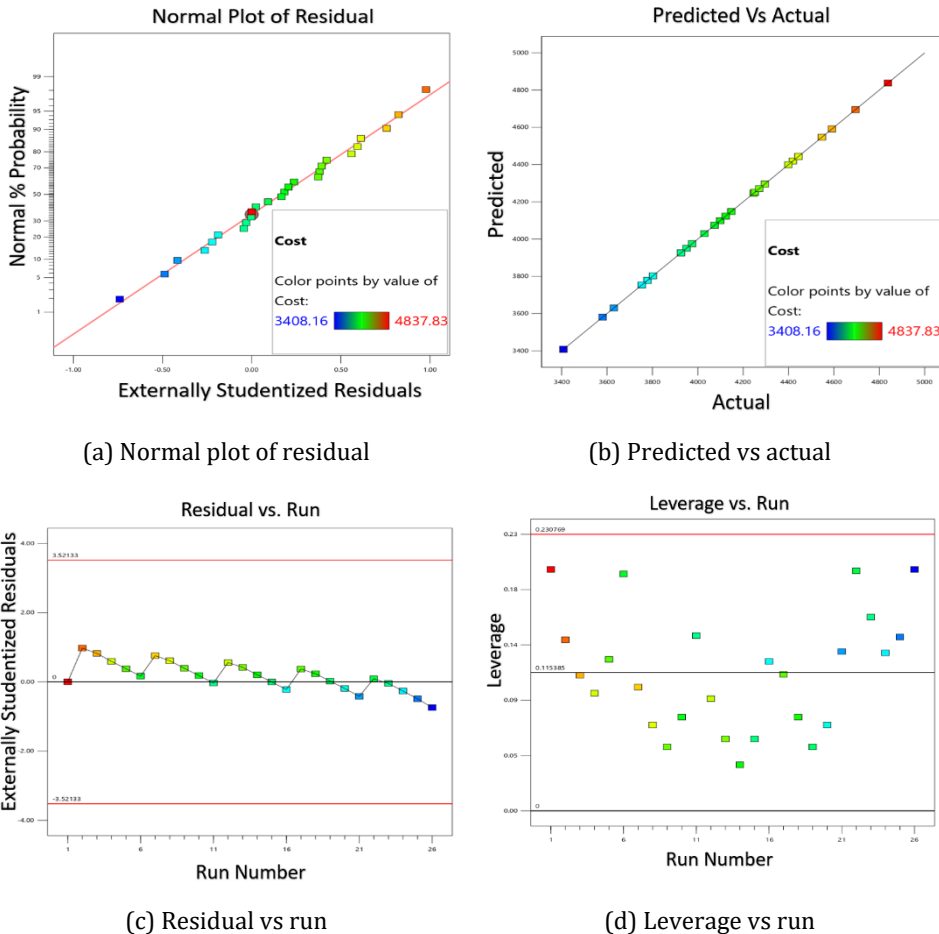 Normal Plot of Residual
Normal % Probability
99
95
90
80
70
50
30
20
10
5
1
Cost
Color points by value of
Cost:
3408.16 4837.83
-1.00 -0.50 0.00 0.50 1.00
Externally Studentized Residuals
(a) Normal plot of residual
Predicted Vs Actual
Predicted
5000
4800
4600
4400
4200
4000
3800
3600
3400
Cost
Color points by value of
Cost:
3408.16 4837.83
3400 3600 3800 4000 4200 4400 4600 4800 5000
Actual
(b) Predicted vs actual
Residual vs. Run
Externally Studentized Residuals
4.00
3.52133
2.00
0
0.00
-2.00
-3.52133
-4.00
1 6 11 16 21 26
Run Number
(c) Residual vs run
Leverage vs. Run
Leverage
0.230769
0.23
0.18
0.14
0.115385
0.09
0.05
0
0.00
1 6 11 16 21 26
Run Number
(d) Leverage vs run